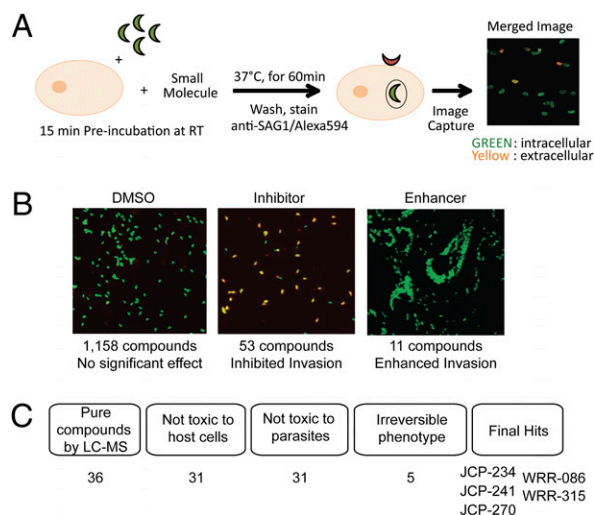 A
+
+
Small
Molecule
15 min Pre-incubation at RT
37°C, for 60min
Wash, stain
anti-SAG1/Alexa594
Image
Capture
Merged Image
GREEN: intracellular
Yellow : extracellular
B
DMSO
Inhibitor
Enhancer
1,158 compounds
No significant effect
53 compounds
Inhibited Invasion
11 compounds
Enhanced Invasion
C
Pure
compounds
by LC-MS
Not toxic to
host cells
Not toxic to
parasites
Irreversible
phenotype
Final Hits
36
31
31
5
JCP-234
JCP-241
JCP-270
WRR-086
WRR-315